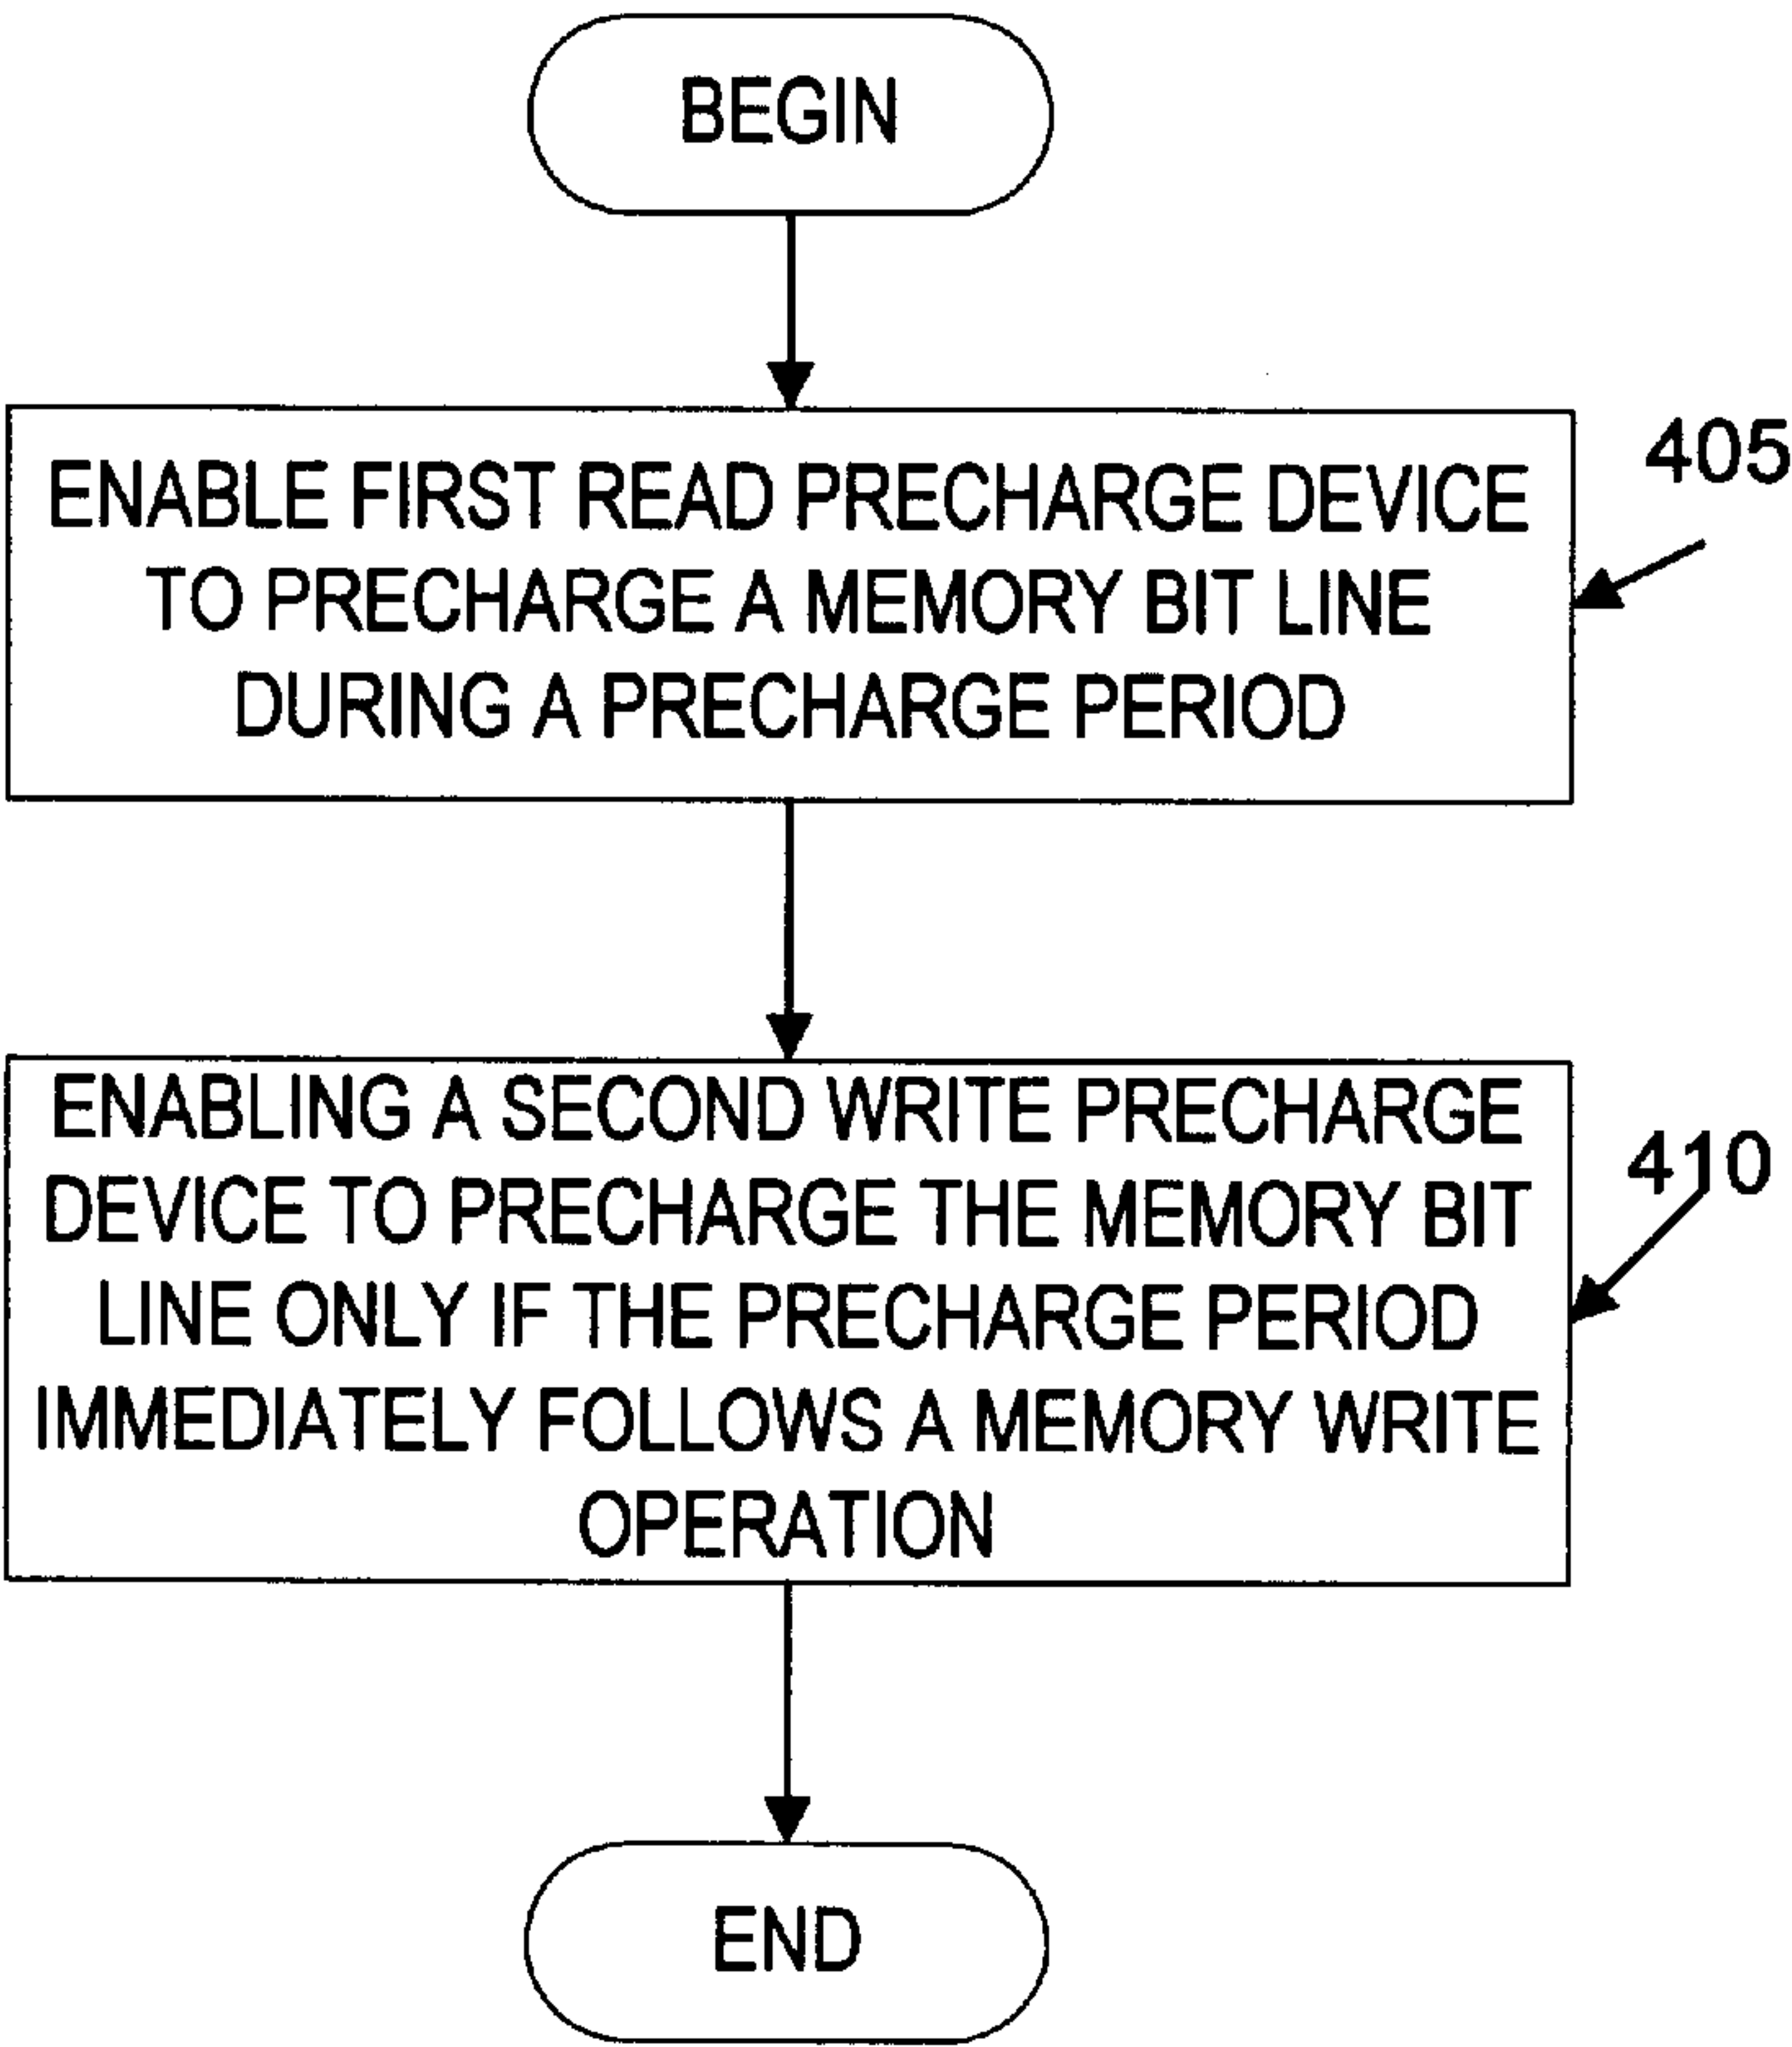 BEGIN
ENABLE FIRST READ PRECHARGE DEVICE
TO PRECHARGE A MEMORY BIT LINE
DURING A PRECHARGE PERIOD
405
ENABLING A SECOND WRITE PRECHARGE
DEVICE TO PRECHARGE THE MEMORY BIT
LINE ONLY IF THE PRECHARGE PERIOD
IMMEDIATELY FOLLOWS A MEMORY WRITE
OPERATION
410
END